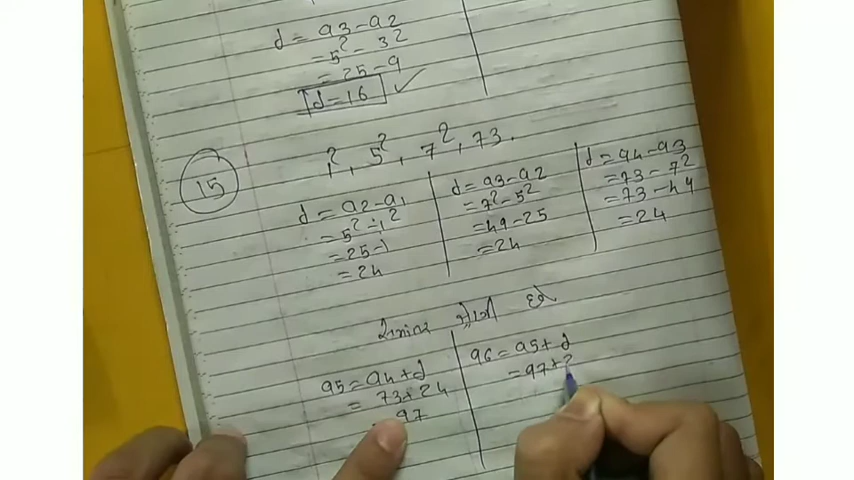 d = a3 - a2
= 5² - 3²
= 25 - 9
d = 16 ✓
15
1², 5², 7², 73.
d = a2 - a1
= 5² - 1²
= 25 - 1
= 24
d = a3 - a2
= 7² - 5²
= 49 - 25
= 24
d = a4 - a3
= 73 - 7²
= 73 - 49
= 24
છે
a5 = a4 + d
= 73 + 24
97
a6 = a5 + d
= 97 + 2